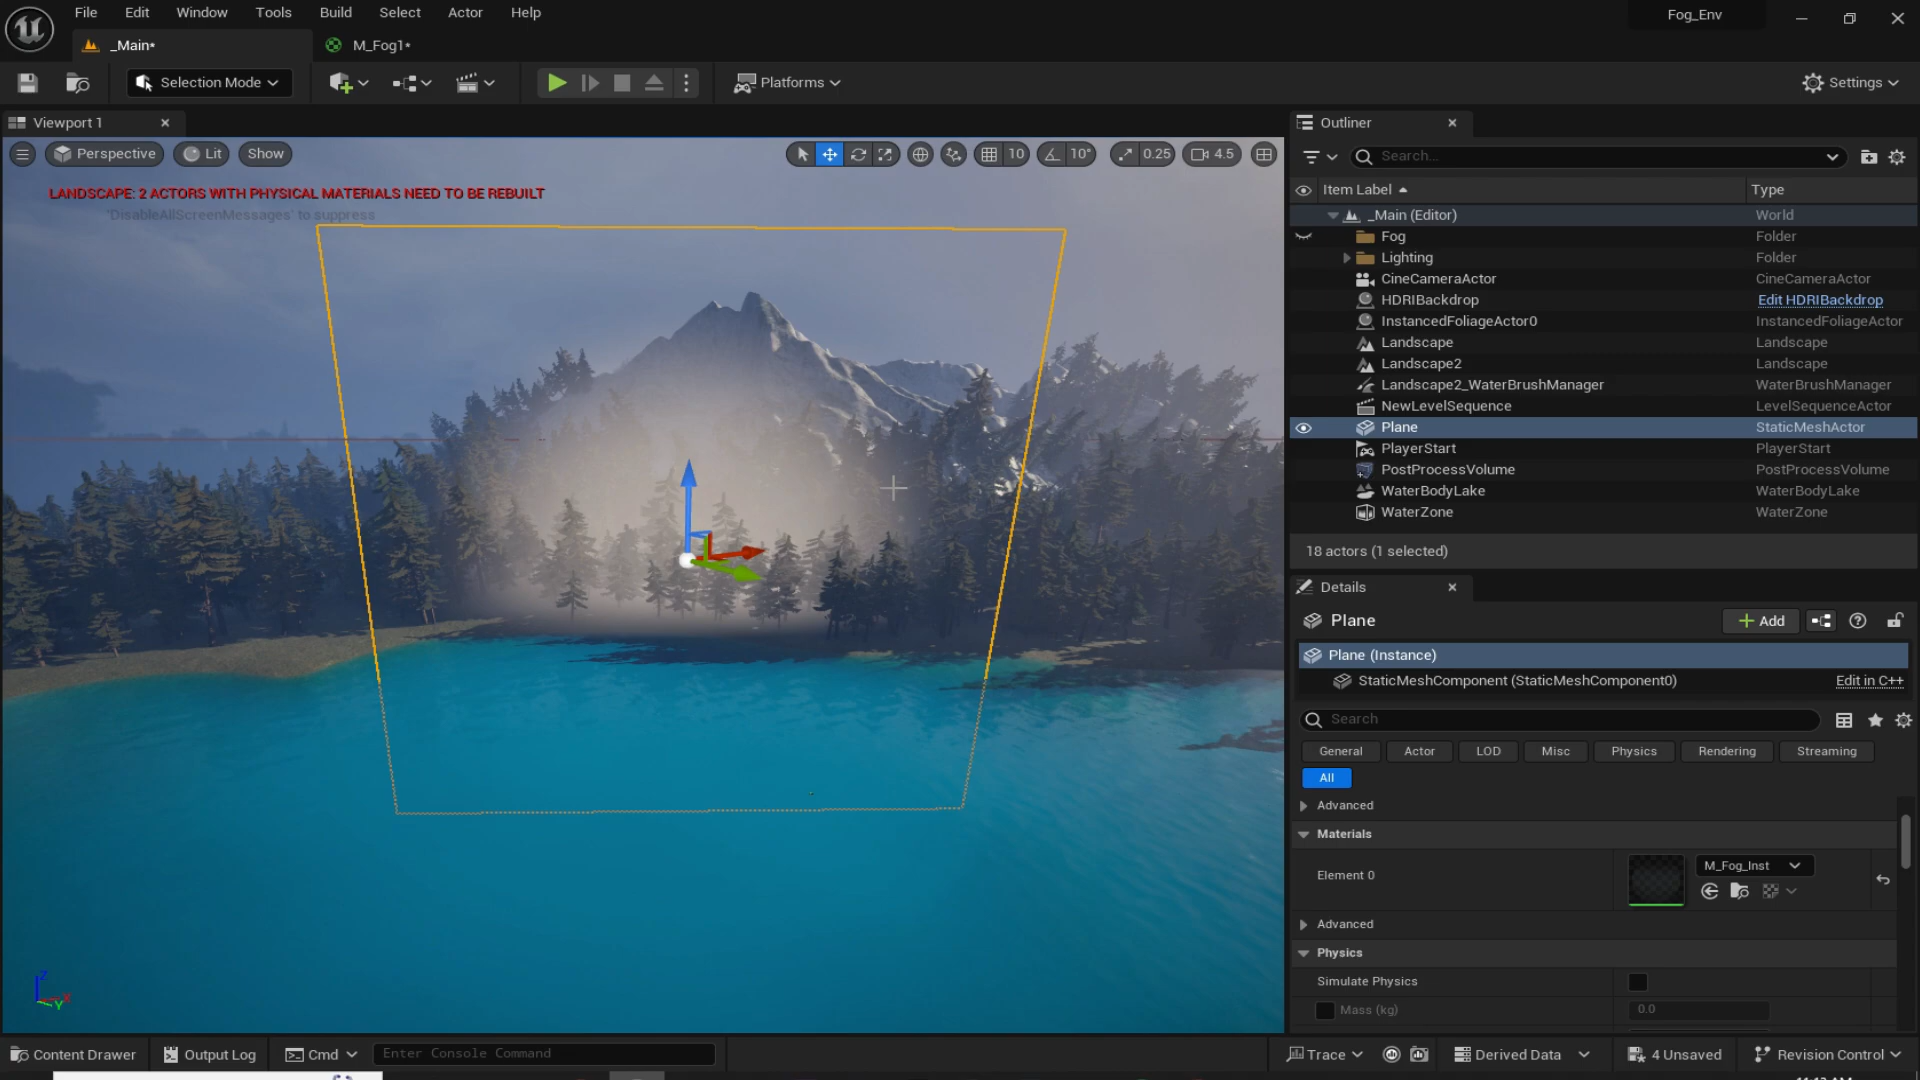 File Edit Window Tools Build Select Actor Help
Fog_Env
_Main*
M_Fog1*
Selection Mode
Platforms
Settings
Viewport 1
Perspective
Lit
Show
10
10°
0.25
4.5
LANDSCAPE: 2 ACTORS WITH PHYSICAL MATERIALS NEED TO BE REBUILT
'DisableAllScreenMessages' to suppress
Z
X
Y
Outliner
Search...
Item Label Type
_Main (Editor) World
Fog Folder
Lighting Folder
CineCameraActor CineCameraActor
HDRIBackdrop Edit HDRIBackdrop
InstancedFoliageActor0 InstancedFoliageActor
Landscape Landscape
Landscape2 Landscape
Landscape2_WaterBrushManager WaterBrushManager
NewLevelSequence LevelSequenceActor
Plane StaticMeshActor
PlayerStart PlayerStart
PostProcessVolume PostProcessVolume
WaterBodyLake WaterBodyLake
WaterZone WaterZone
18 actors (1 selected)
Details
Plane
Add
Plane (Instance)
StaticMeshComponent (StaticMeshComponent0) Edit in C++
Search
General Actor LOD Misc Physics Rendering Streaming
All
Advanced
Materials
Element 0
M_Fog_Inst
Advanced
Physics
Simulate Physics
Mass (kg) 0.0
Content Drawer
Output Log
Cmd
Enter Console Command
Trace
Derived Data
4 Unsaved
Revision Control